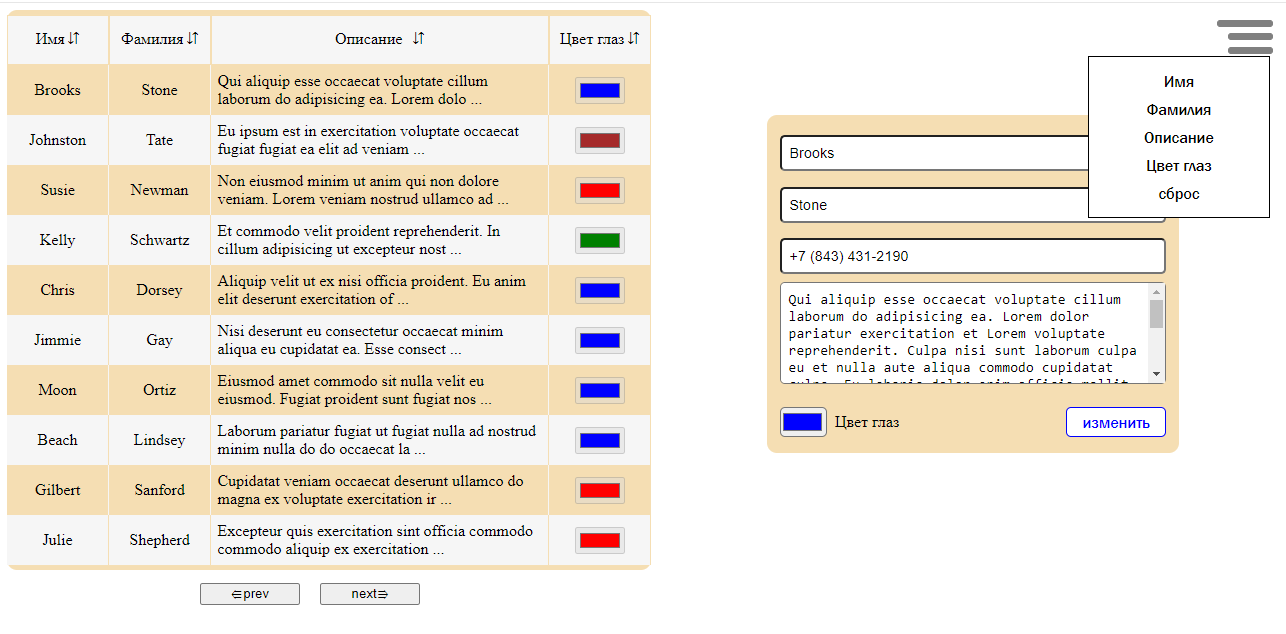 Имя⇵ Фамилия⇵ Описание ⇵ Цвет глаз⇵
Brooks Stone Qui aliquip esse occaecat voluptate cillum
laborum do adipisicing ea. Lorem dolo ...
Johnston Tate Eu ipsum est in exercitation voluptate occaecat
fugiat fugiat ea elit ad veniam ...
Susie Newman Non eiusmod minim ut anim qui non dolore
veniam. Lorem veniam nostrud ullamco ad ...
Kelly Schwartz Et commodo velit proident reprehenderit. In
cillum adipisicing ut excepteur nost ...
Chris Dorsey Aliquip velit ut ex nisi officia proident. Eu anim
elit deserunt exercitation of ...
Jimmie Gay Nisi deserunt eu consectetur occaecat minim
aliqua eu cupidatat ea. Esse consect ...
Moon Ortiz Eiusmod amet commodo sit nulla velit eu
eiusmod. Fugiat proident sunt fugiat nos ...
Beach Lindsey Laborum pariatur fugiat ut fugiat nulla ad nostrud
minim nulla do do occaecat la ...
Gilbert Sanford Cupidatat veniam occaecat deserunt ullamco do
magna ex voluptate exercitation ir ...
Julie Shepherd Excepteur quis exercitation sint officia commodo
commodo aliquip ex exercitation ...
⋸prev next⋺
Имя
Фамилия
Описание
Цвет глаз
сброс
Brooks
Stone
+7 (843) 431-2190
Qui aliquip esse occaecat voluptate cillum
laborum do adipisicing ea. Lorem dolor
pariatur exercitation et Lorem voluptate
reprehenderit. Culpa nisi sunt laborum culpa
eu et nulla aute aliqua commodo cupidatat
Цвет глаз изменить